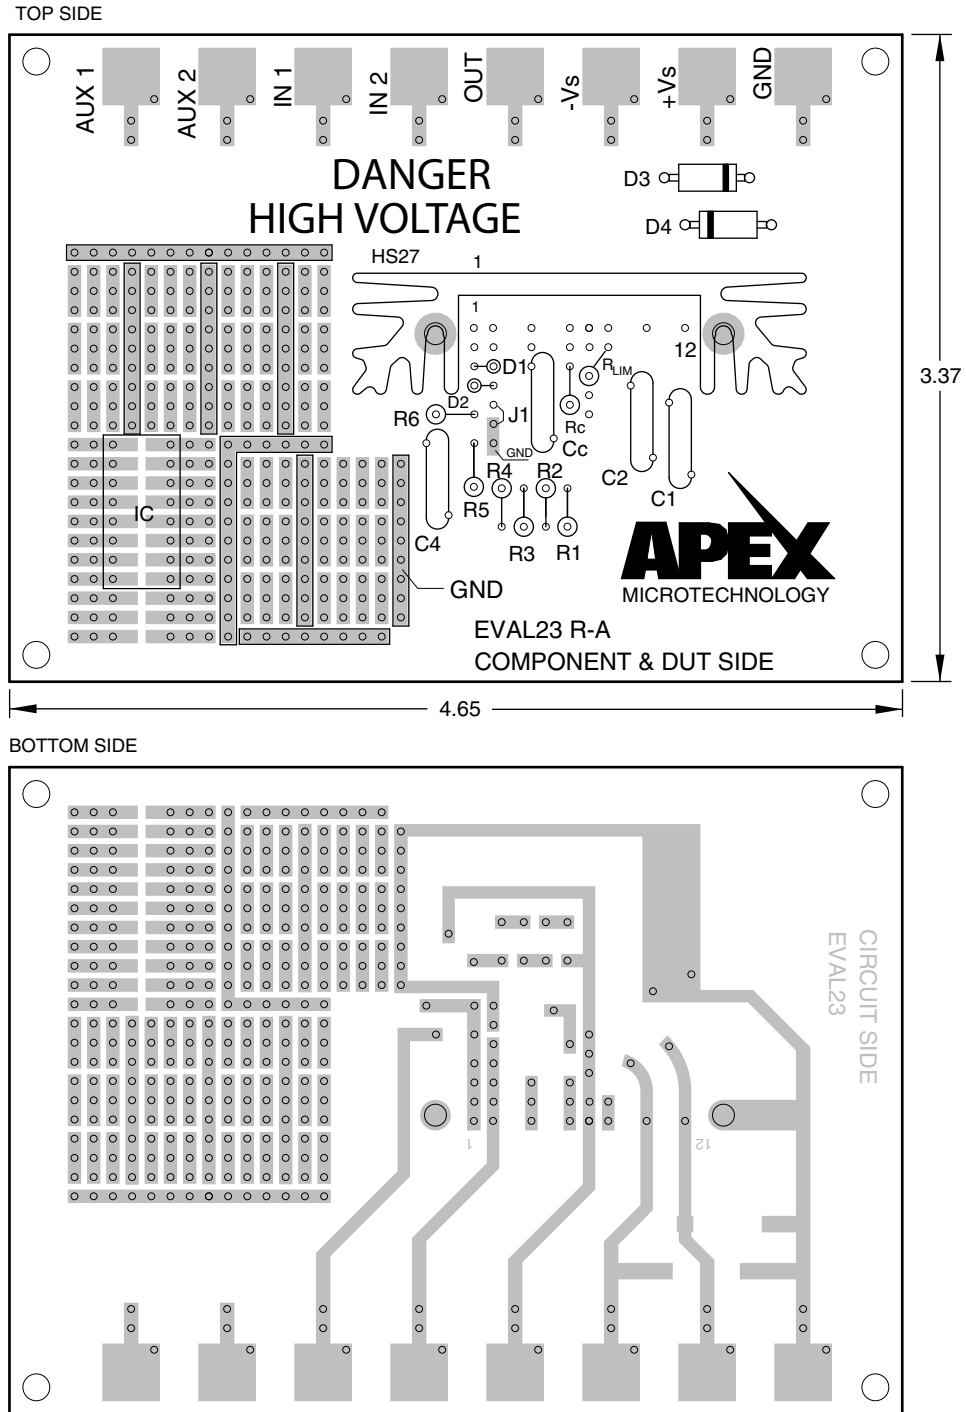 TOP SIDE
AUX 1
AUX 2
IN 1
IN 2
OUT
-Vs
+Vs
GND
DANGER
HIGH VOLTAGE
D3
D4
HS27
1
1
12
D1
RLIM
D2
J1
R6
Rc
GND
Cc
R4
R2
C2
C1
R5
IC
C4
R3
R1
GND
APEX
MICROTECHNOLOGY
EVAL23 R-A
COMPONENT & DUT SIDE
3.37
4.65
BOTTOM SIDE
CIRCUIT SIDE
EVAL23
1
12